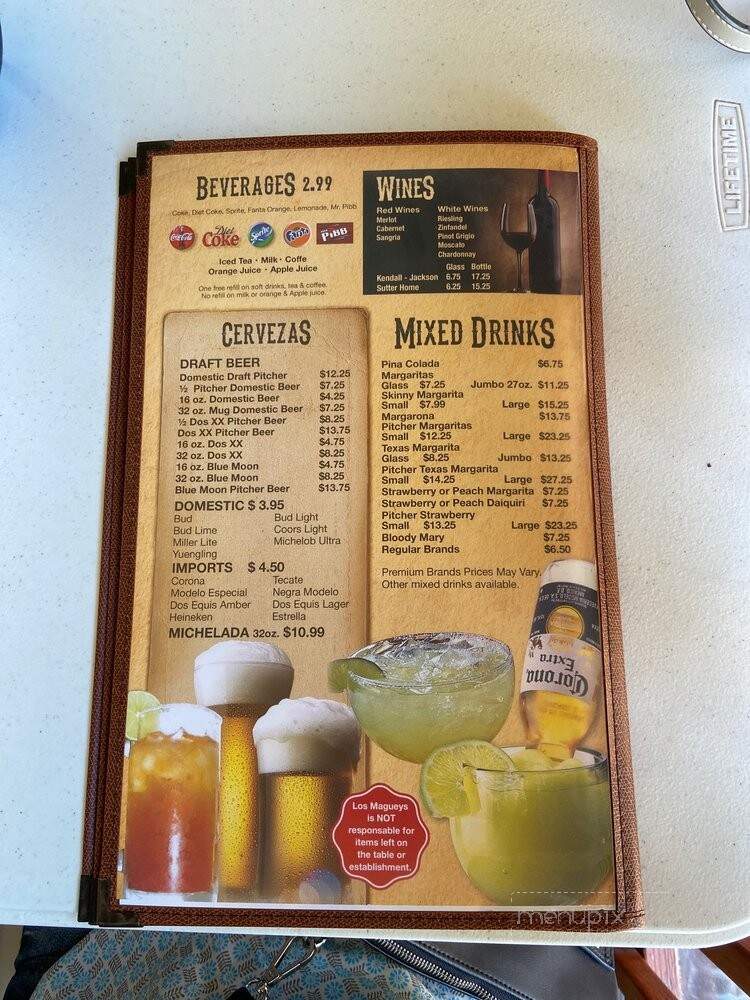 LIFETIME
BEVERAGES 2.99
Coke, Diet Coke, Sprite, Fanta Orange, Lemonade, Mr. Pibb
Coca-Cola Diet Coke Sprite Fanta PIBB
Iced Tea • Milk • Coffe
Orange Juice • Apple Juice
One free refill on soft drinks, tea & coffee.
No refill on milk or orange & Apple juice.
WINES
Red Wines
Merlot
Cabernet
Sangria
White Wines
Riesling
Zinfandel
Pinot Grigio
Moscato
Chardonnay
Glass Bottle
Kendall - Jackson 6.75 17.25
Sutter Home 6.25 15.25
CERVEZAS
DRAFT BEER
Domestic Draft Pitcher $12.25
½ Pitcher Domestic Beer $7.25
16 oz. Domestic Beer $4.25
32 oz. Mug Domestic Beer $7.25
½ Dos XX Pitcher Beer $8.25
Dos XX Pitcher Beer $13.75
16 oz. Dos XX $4.75
32 oz. Dos XX $8.25
16 oz. Blue Moon $4.75
32 oz. Blue Moon $8.25
Blue Moon Pitcher Beer $13.75
DOMESTIC $ 3.95
Bud Bud Light
Bud Lime Coors Light
Miller Lite Michelob Ultra
Yuengling
IMPORTS $ 4.50
Corona Tecate
Modelo Especial Negra Modelo
Dos Equis Amber Dos Equis Lager
Heineken Estrella
MICHELADA 32oz. $10.99
MIXED DRINKS
Pina Colada $6.75
Margaritas
Glass $7.25 Jumbo 27oz. $11.25
Skinny Margarita
Small $7.99 Large $15.25
Margarona $13.75
Pitcher Margaritas
Small $12.25 Large $23.25
Texas Margarita
Glass $8.25 Jumbo $13.25
Pitcher Texas Margarita
Small $14.25 Large $27.25
Strawberry or Peach Margarita $7.25
Strawberry or Peach Daiquiri $7.25
Pitcher Strawberry
Small $13.25 Large $23.25
Bloody Mary $7.25
Regular Brands $6.50
Premium Brands Prices May Vary.
Other mixed drinks available.
Corona
Extra
Los Magueys
is NOT
responsible for
items left on
the table or
establishment.
menupix